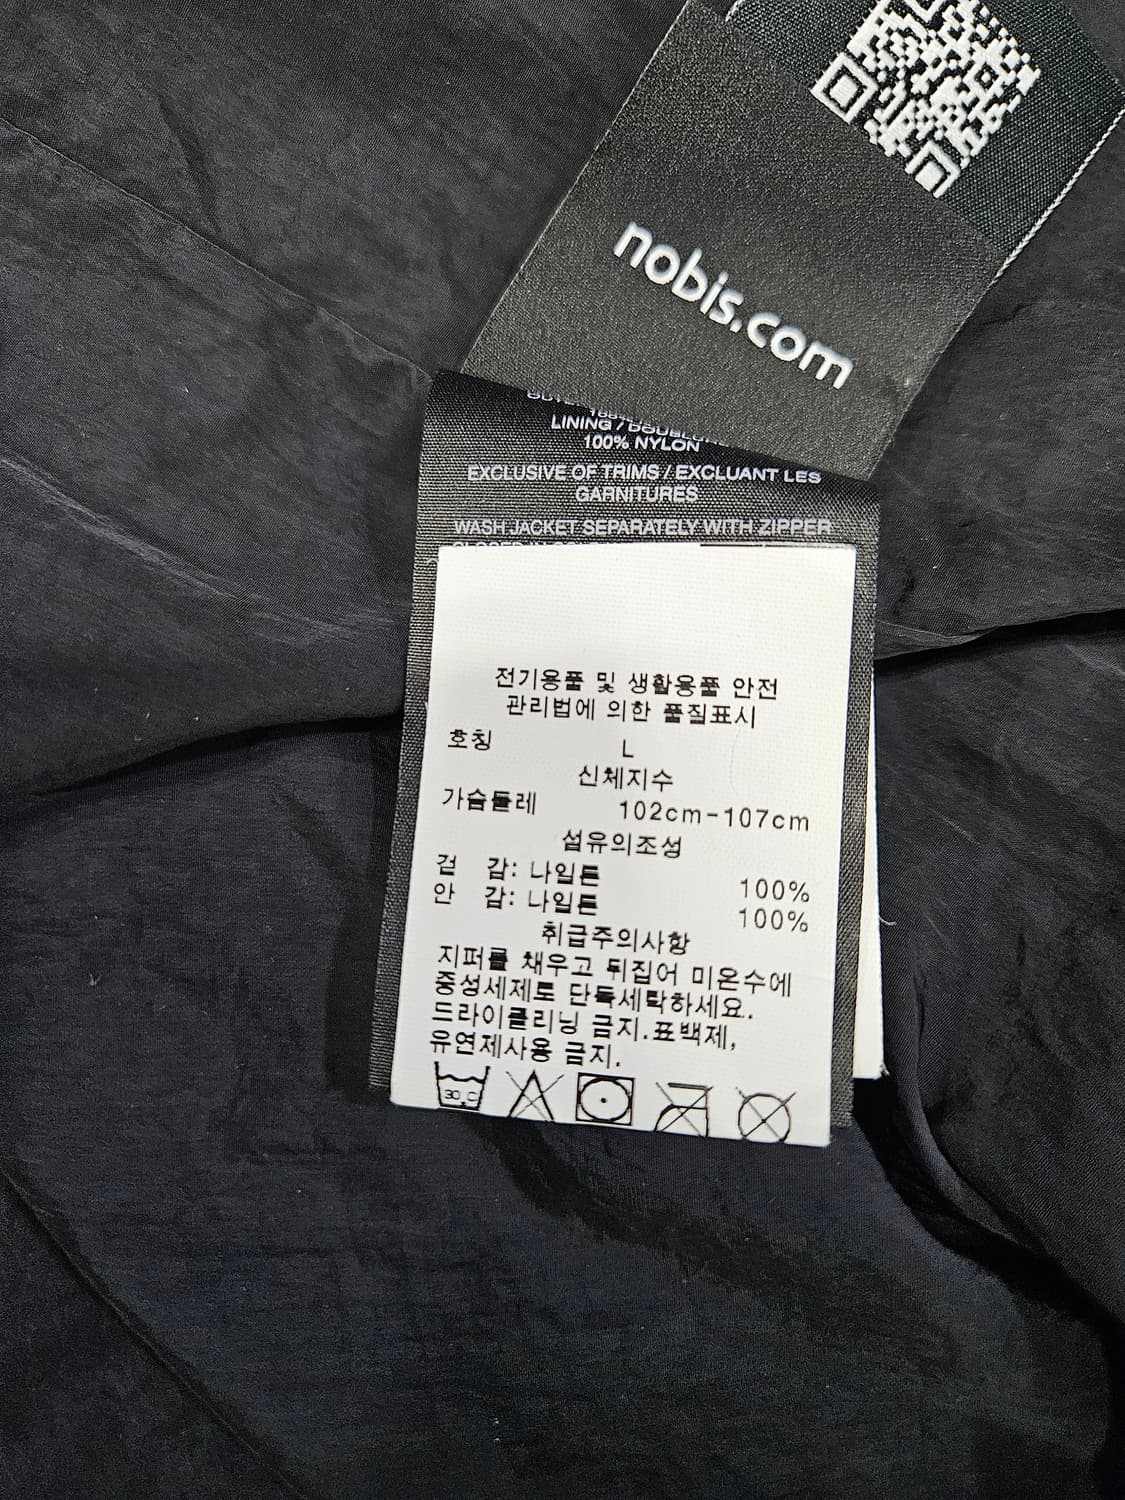 nobis.com
LINING /
100% NYLON
EXCLUSIVE OF TRIMS / EXCLUANT LES
GARNITURES
WASH JACKET SEPARATELY WITH ZIPPER
전기용품 및 생활용품 안전
관리법에 의한 품질표시
호칭 L
신체지수
가슴둘레 102cm-107cm
섬유의조성
겉 감: 나일론 100%
안 감: 나일론 100%
취급주의사항
지퍼를 채우고 뒤집어 미온수에
중성세제로 단독세탁하세요.
드라이클리닝 금지.표백제,
유연제사용 금지.
30 C